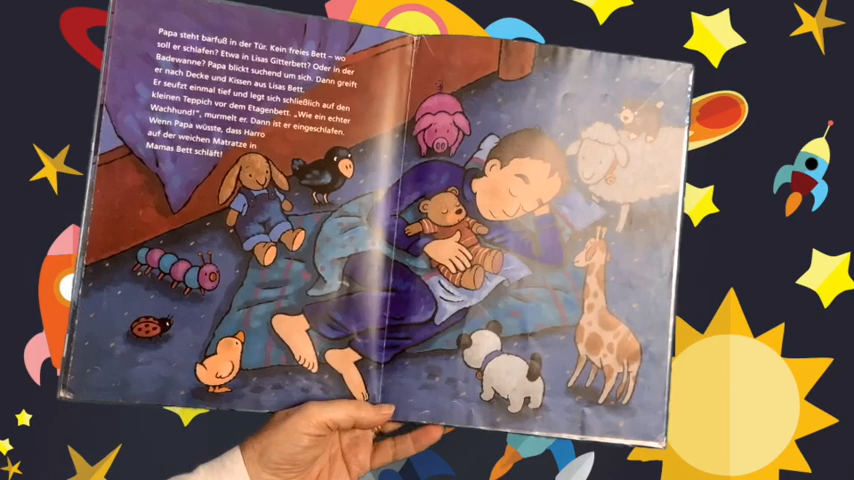 Papa steht barfuß in der Tür. Kein freies Bett – wo
soll er schlafen? Etwa in Lisas Gitterbett? Oder in der
Badewanne? Papa blickt suchend um sich. Dann greift
er nach Decke und Kissen aus Lisas Bett.
Er seufzt einmal tief und legt sich schließlich auf den
kleinen Teppich vor dem Etagenbett. „Wie ein echter
Wachhund!“, murmelt er. Dann ist er eingeschlafen.
Wenn Papa wüsste, dass Harro
auf der weichen Matratze in
Mamas Bett schläft!